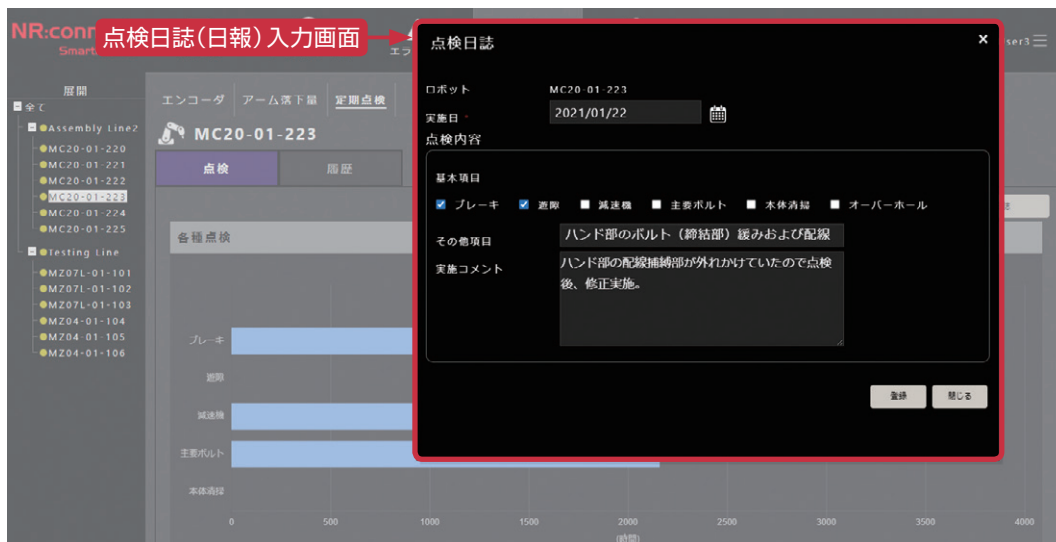 NR:conn
Smart
点検日誌(日報)入力画面
エラ
ser3
展開
全て
Assembly Line2
MC20-01-220
MC20-01-221
MC20-01-222
MC20-01-223
MC20-01-224
MC20-01-225
Testing Line
MZ07L-01-101
MZ07L-01-102
MZ07L-01-103
MZ04-01-104
MZ04-01-105
MZ04-01-106
エンコーダ アーム落下量 定期点検
MC20-01-223
点検 履歴
各種点検
ブレーキ
遊隙
減速機
主要ボルト
本体清掃
0 500 1000 1500 2000 2500 3000 3500 4000
[時間]
点検日誌 ×
ロボット MC20-01-223
実施日 * 2021/01/22
点検内容
基本項目
ブレーキ 遊隙 減速機 主要ボルト 本体清掃 オーバーホール
その他項目 ハンド部のボルト(締結部)緩みおよび配線
実施コメント ハンド部の配線捕縛部が外れかけていたので点検
後、修正実施。
登録 閉じる